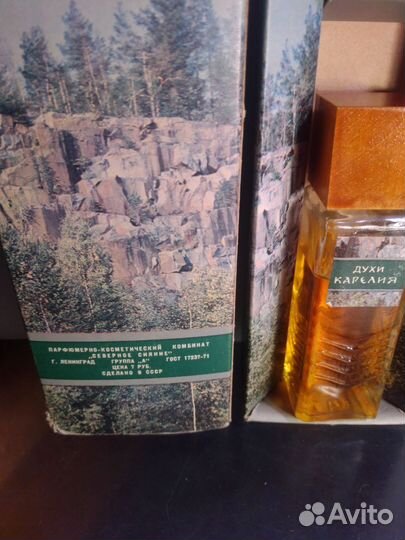 ПАРФЮМЕРНО-КОСМЕТИЧЕСКИЙ КОМБИНАТ
„СЕВЕРНОЕ СИЯНИЕ"
Г. ЛЕНИНГРАД ГРУППА „А" ГОСТ 17237-71
ЦЕНА 7 РУБ.
СДЕЛАНО В СССР
ДУХИ
КАРЕЛИЯ
Avito